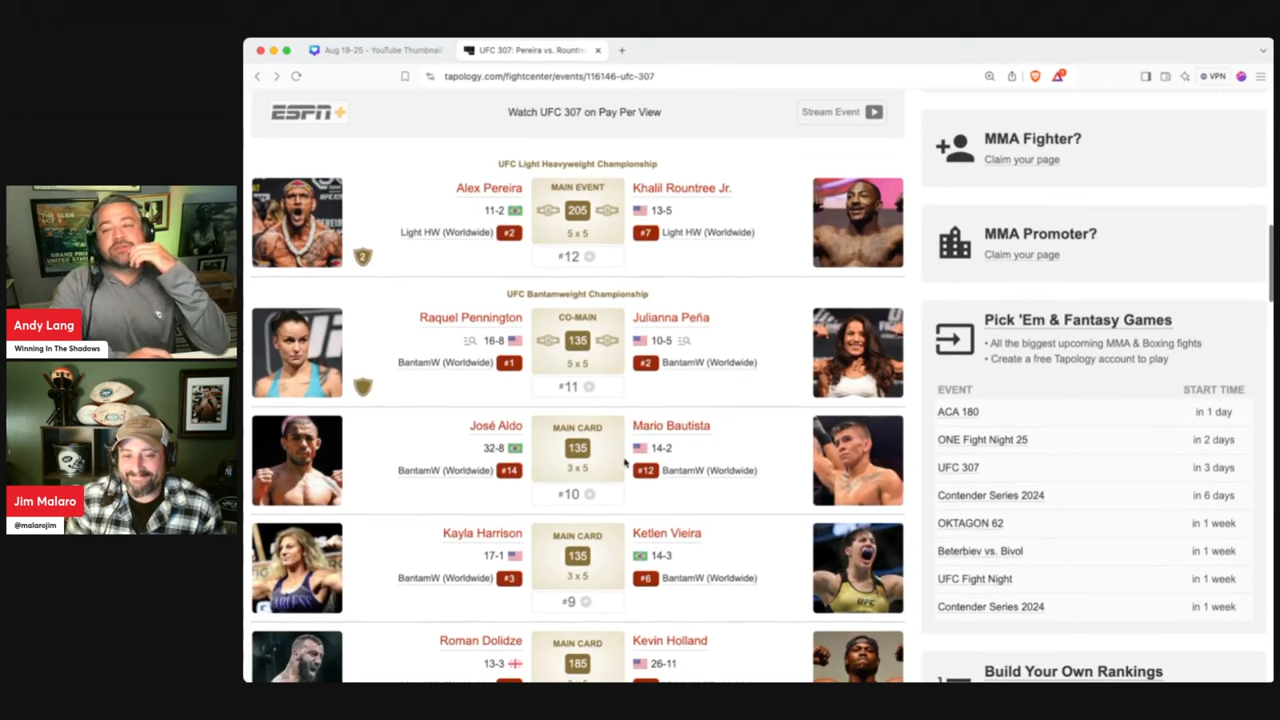 Aug 19-25 - YouTube Thumbnail
UFC 307: Pereira vs. Rountre
tapology.com/fightcenter/events/116146-ufc-307
VPN
ESPN+
Watch UFC 307 on Pay Per View
Stream Event
UFC Light Heavyweight Championship
Alex Pereira
MAIN EVENT
Khalil Rountree Jr.
11-2
205
13-5
Light HW (Worldwide) #2
5 x 5
#7 Light HW (Worldwide)
2
#12
UFC Bantamweight Championship
Raquel Pennington
CO-MAIN
Julianna Peña
16-8
135
10-5
BantamW (Worldwide) #1
5 x 5
#2 BantamW (Worldwide)
#11
José Aldo
MAIN CARD
Mario Bautista
32-8
135
14-2
BantamW (Worldwide) #14
3 x 5
#12 BantamW (Worldwide)
#10
Kayla Harrison
MAIN CARD
Ketlen Vieira
17-1
135
14-3
BantamW (Worldwide) #3
3 x 5
#6 BantamW (Worldwide)
UFC
#9
Roman Dolidze
MAIN CARD
Kevin Holland
13-3
185
26-11
MMA Fighter?
Claim your page
MMA Promoter?
Claim your page
Pick 'Em & Fantasy Games
• All the biggest upcoming MMA & Boxing fights
• Create a free Tapology account to play
EVENT START TIME
ACA 180 in 1 day
ONE Fight Night 25 in 2 days
UFC 307 in 3 days
Contender Series 2024 in 6 days
OKTAGON 62 in 1 week
Beterbiev vs. Bivol in 1 week
UFC Fight Night in 1 week
Contender Series 2024 in 1 week
Build Your Own Rankings
THE GLEN
GRAND PRIX
UNITED STATES
Andy Lang
Winning In The Shadows
Jim Malaro
@malarojim